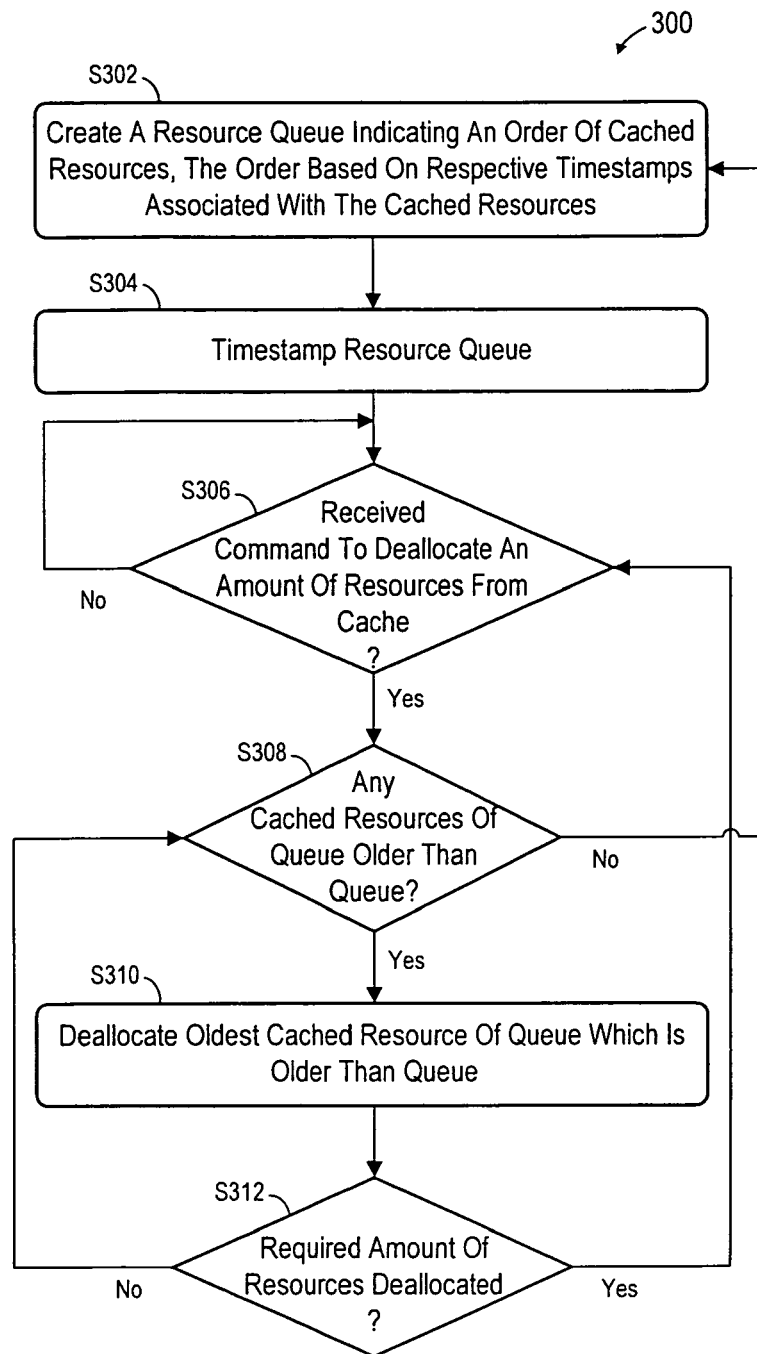 300
S302
Create A Resource Queue Indicating An Order Of Cached
Resources, The Order Based On Respective Timestamps
Associated With The Cached Resources
S304
Timestamp Resource Queue
S306
Received
Command To Deallocate An
Amount Of Resources From
Cache
?
No
Yes
S308
Any
Cached Resources Of
Queue Older Than
Queue?
No
Yes
S310
Deallocate Oldest Cached Resource Of Queue Which Is
Older Than Queue
S312
Required Amount Of
Resources Deallocated
?
No
Yes